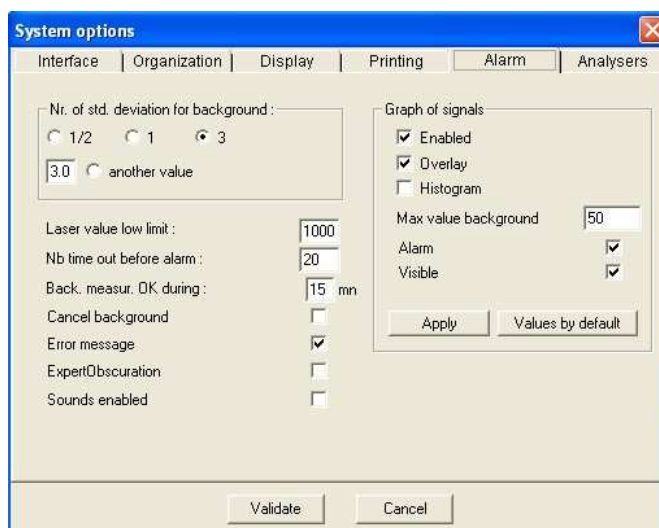 System options
Interface
Organization
Display
Printing
Alarm
Analysers
Nr. of std. deviation for background :
1/2
1
3
3.0
another value
Laser value low limit :
1000
Nb time out before alarm :
20
Back. measur. OK during :
15 mn
Cancel background
Error message
ExpertObscuration
Sounds enabled
Graph of signals
Enabled
Overlay
Histogram
Max value background
50
Alarm
Visible
Apply
Values by default
Validate
Cancel